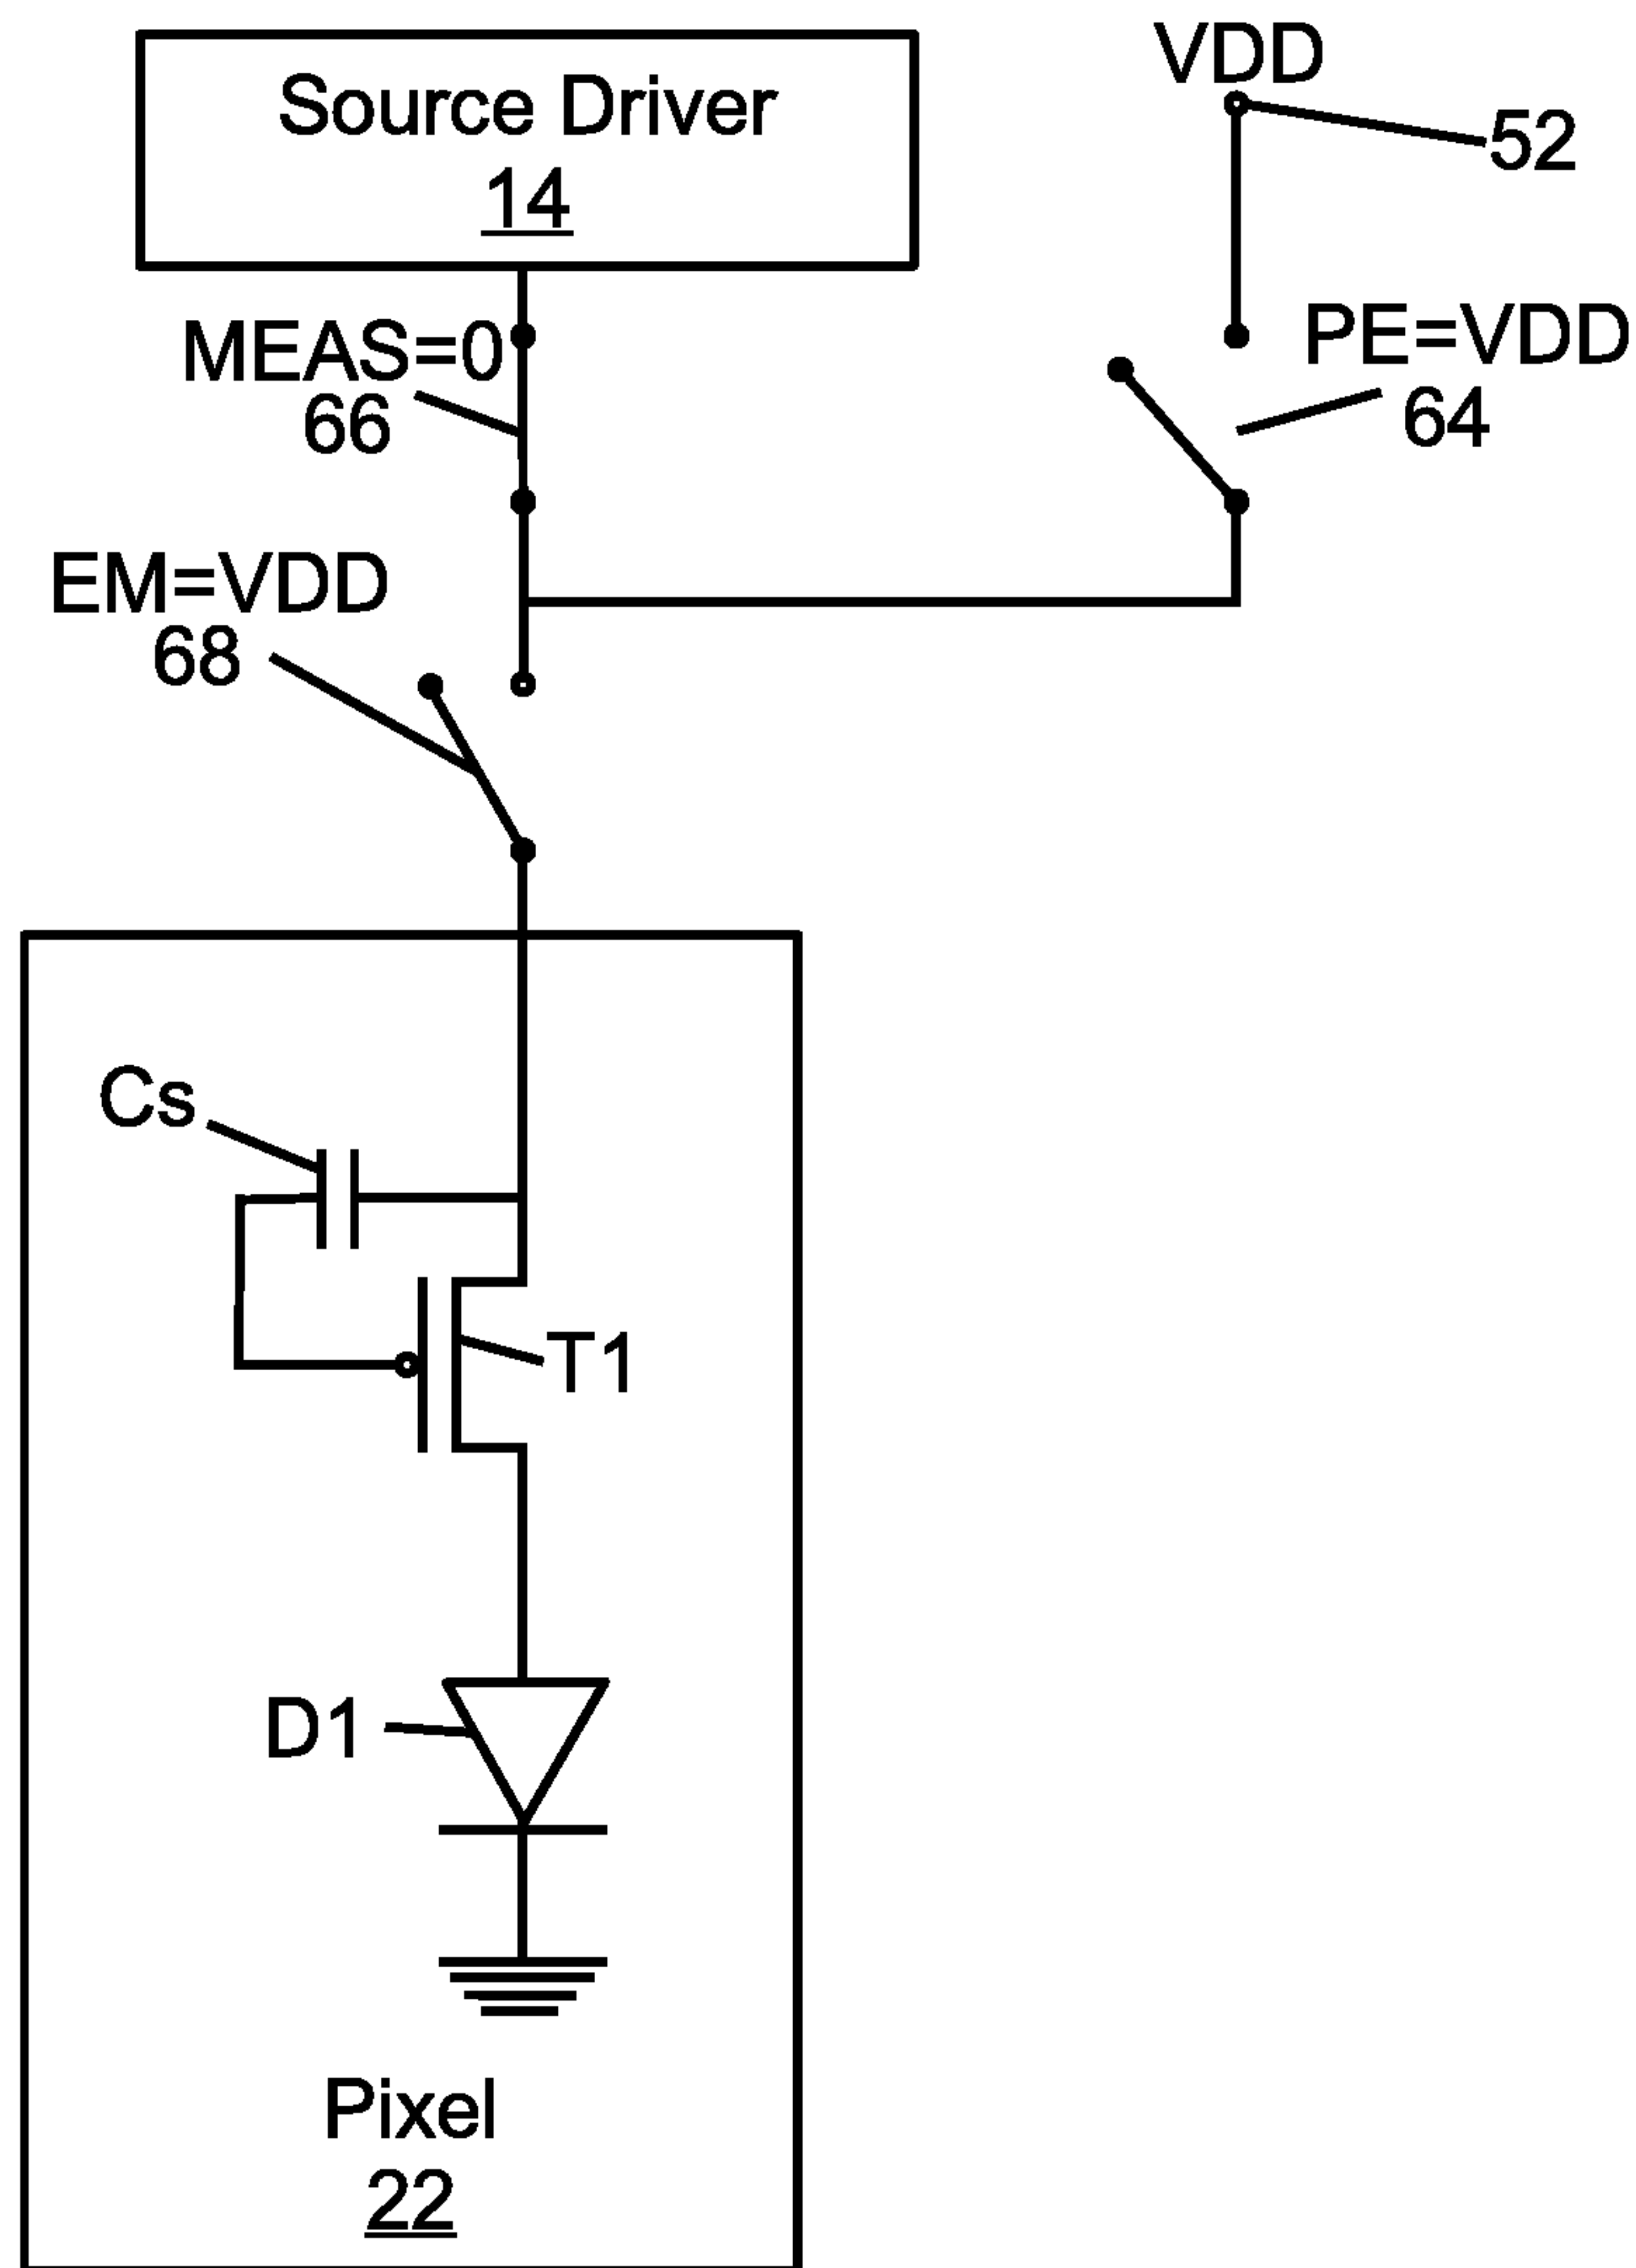 Source Driver
14
VDD
52
MEAS=0
66
PE=VDD
64
EM=VDD
68
Cs
T1
D1
Pixel
22